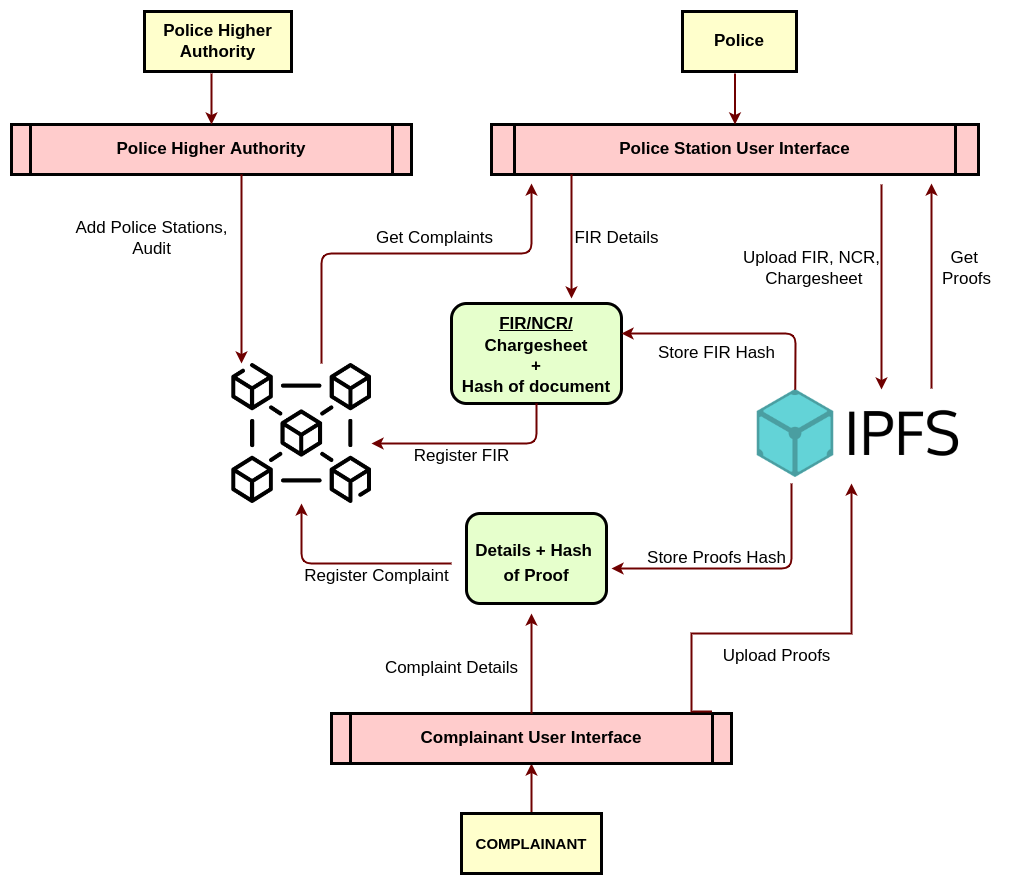 Police Higher
Authority
Police
Police Higher Authority
Police Station User Interface
Add Police Stations,
Audit
Get Complaints
FIR Details
Upload FIR, NCR,
Chargesheet
Get
Proofs
FIR/NCR/
Chargesheet
+
Hash of document
Store FIR Hash
IPFS
Register FIR
Details + Hash
of Proof
Store Proofs Hash
Register Complaint
Complaint Details
Upload Proofs
Complainant User Interface
COMPLAINANT